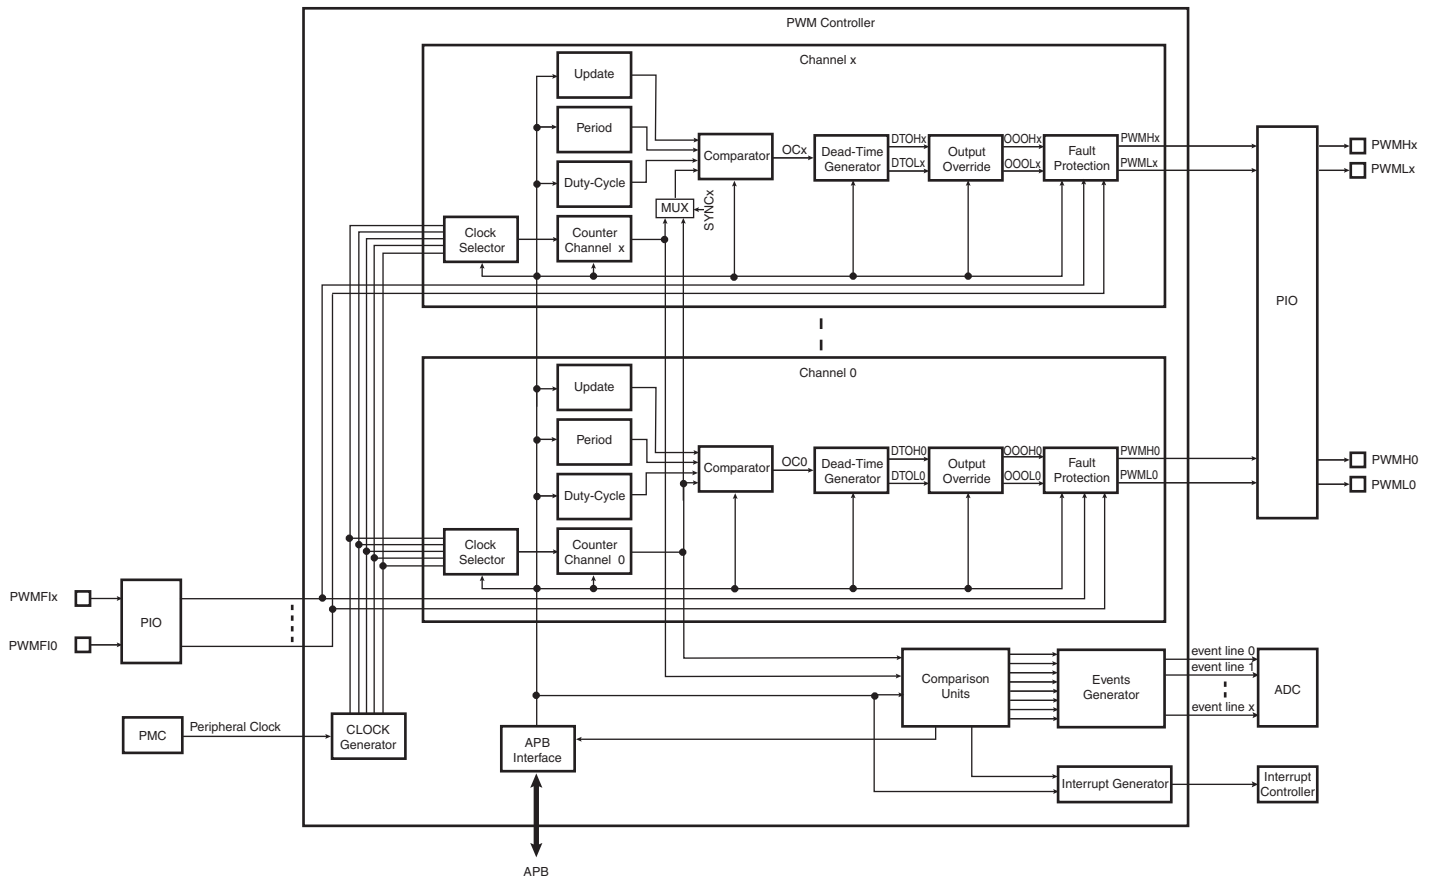 PWM Controller
Channel x
Update
Period
Comparator
OCx
Dead-Time
Generator
DTOHx
DTOLx
Output
Override
OOOHx
OOOLx
Fault
Protection
PWMHx
PWMLx
PWMHx
PWMLx
Duty-Cycle
MUX
SYNCx
Clock
Selector
Counter
Channel x
PIO
Channel 0
Update
Period
Comparator
OC0
Dead-Time
Generator
DTOH0
DTOL0
Output
Override
OOOH0
OOOL0
Fault
Protection
PWMH0
PWML0
PWMH0
PWML0
Duty-Cycle
Clock
Selector
Counter
Channel 0
PWMFIx
PWMFI0
PIO
Comparison
Units
Events
Generator
event line 0
event line 1
event line x
ADC
PMC
Peripheral Clock
CLOCK
Generator
APB
Interface
Interrupt Generator
Interrupt
Controller
APB